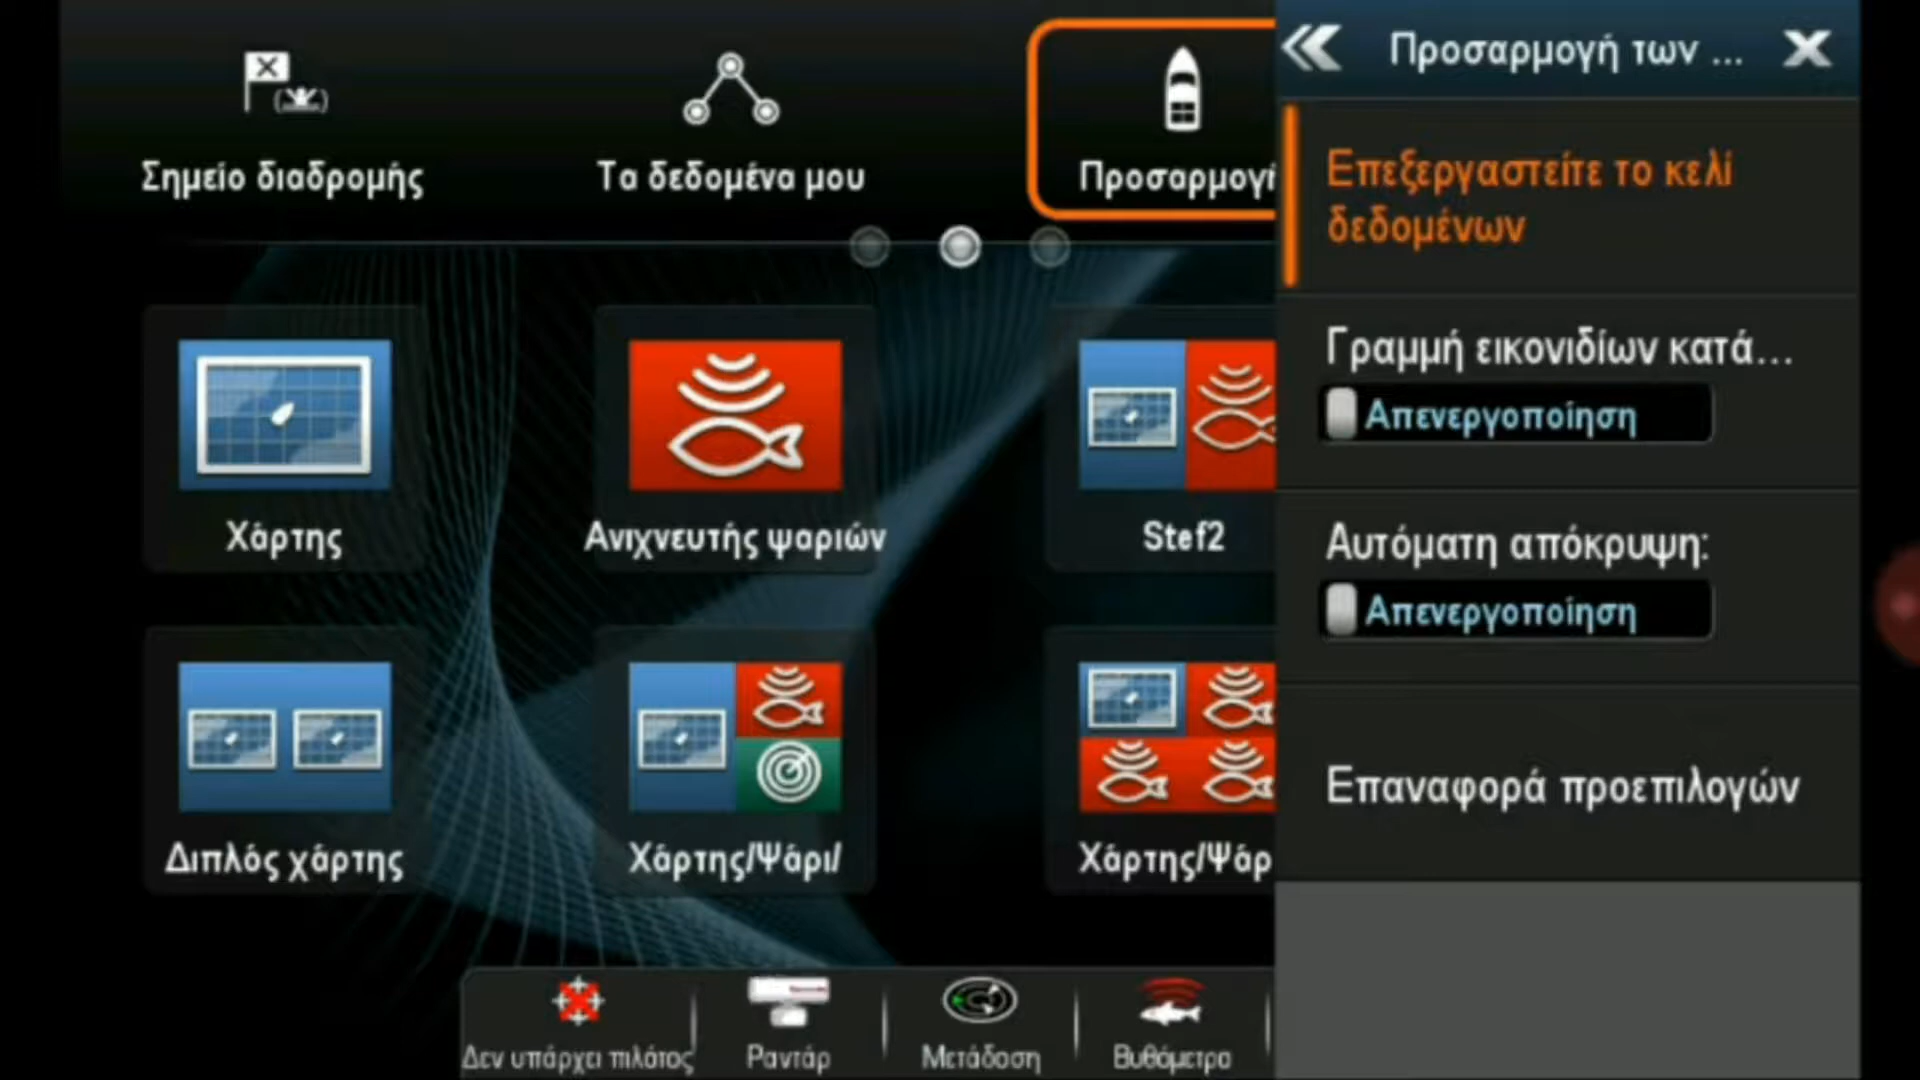 Σημείο διαδρομής
Τα δεδομένα μου
Προσαρμογή
Προσαρμογή των ...
Επεξεργαστείτε το κελί
δεδομένων
Γραμμή εικονιδίων κατά...
Απενεργοποίηση
Αυτόματη απόκρυψη:
Απενεργοποίηση
Επαναφορά προεπιλογών
Χάρτης
Ανιχνευτής ψαριών
Stef2
Διπλός χάρτης
Χάρτης/Ψάρι/
Χάρτης/Ψάρ
Δεν υπάρχει πιλότος
Ραντάρ
Μετάδοση
Βυθόμετρο